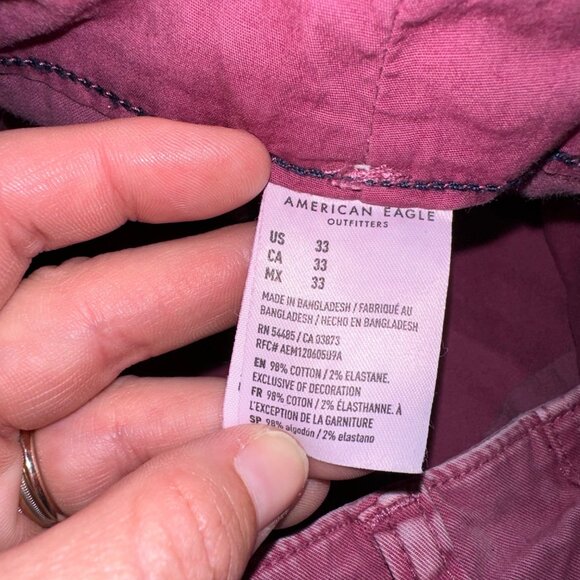 AMERICAN EAGLE
OUTFITTERS
US 33
CA 33
MX 33
MADE IN BANGLADESH / FABRIQUÉ AU
BANGLADESH / HECHO EN BANGLADESH
RN 54485 / CA 03873
RFC# AEM120605U9A
EN 98% COTTON / 2% ELASTANE.
EXCLUSIVE OF DECORATION
FR 98% COTON / 2% ÉLASTHANNE. À
L'EXCEPTION DE LA GARNITURE
SP 98% algodón / 2% elastano